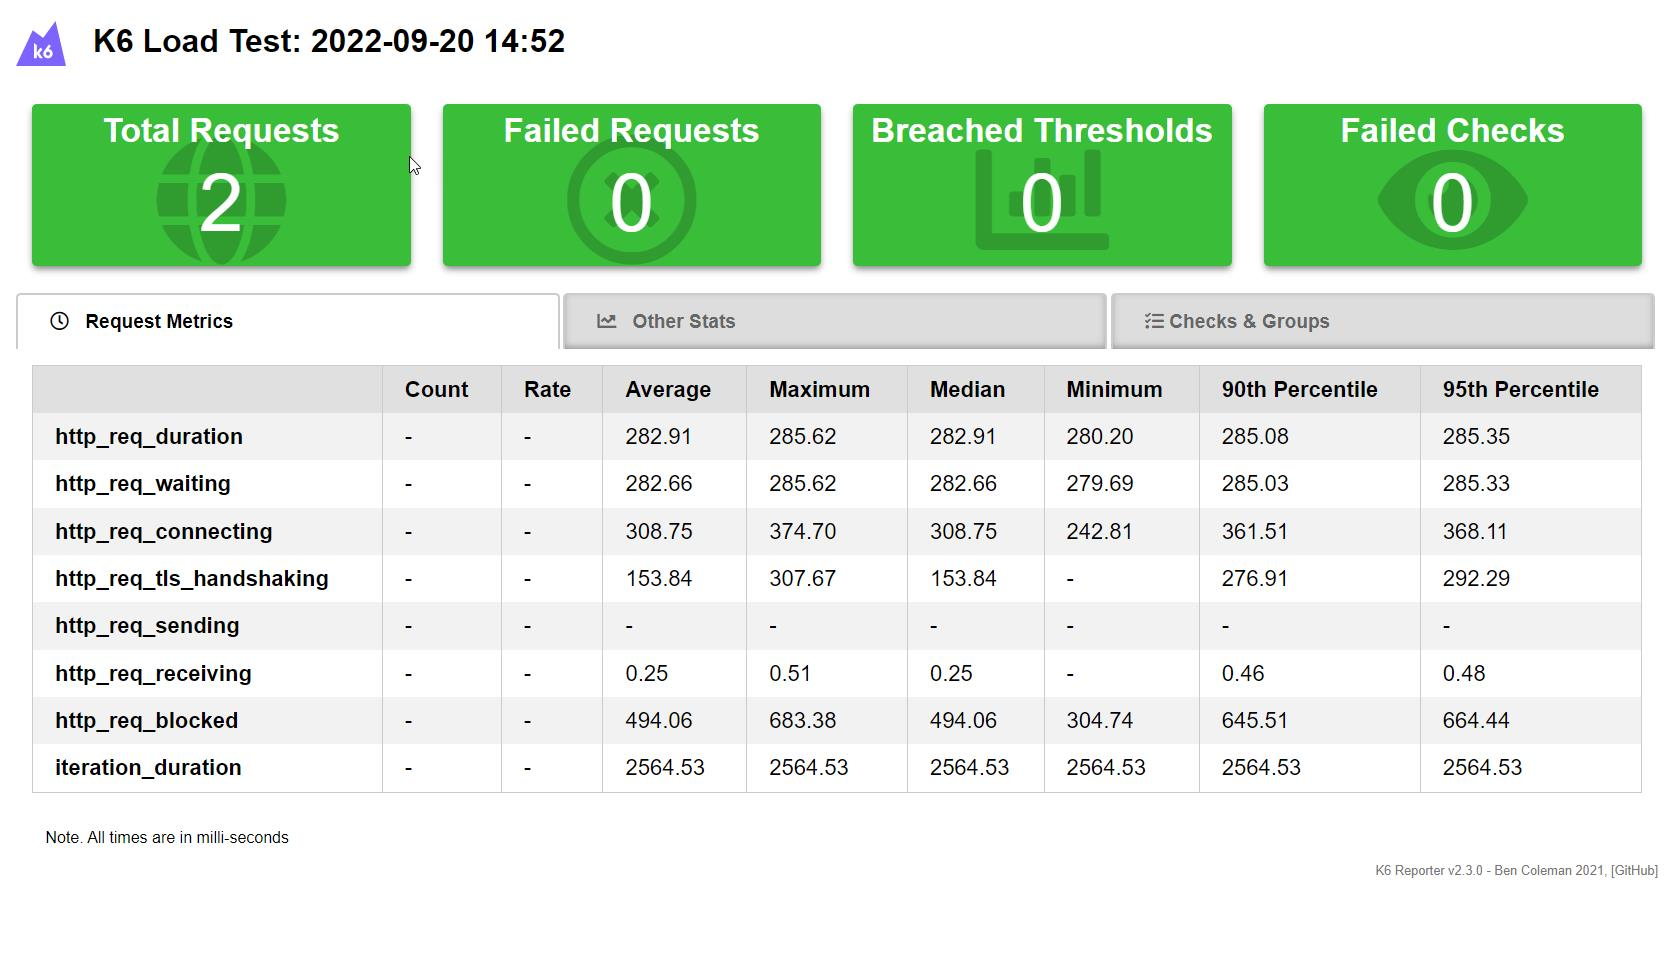 k6
K6 Load Test: 2022-09-20 14:52
Total Requests
2
Failed Requests
0
Breached Thresholds
0
Failed Checks
0
Request Metrics
Other Stats
Checks & Groups
Count Rate Average Maximum Median Minimum 90th Percentile 95th Percentile
http_req_duration - - 282.91 285.62 282.91 280.20 285.08 285.35
http_req_waiting - - 282.66 285.62 282.66 279.69 285.03 285.33
http_req_connecting - - 308.75 374.70 308.75 242.81 361.51 368.11
http_req_tls_handshaking - - 153.84 307.67 153.84 - 276.91 292.29
http_req_sending - - - - - - - -
http_req_receiving - - 0.25 0.51 0.25 - 0.46 0.48
http_req_blocked - - 494.06 683.38 494.06 304.74 645.51 664.44
iteration_duration - - 2564.53 2564.53 2564.53 2564.53 2564.53 2564.53
Note. All times are in milli-seconds
K6 Reporter v2.3.0 - Ben Coleman 2021, [GitHub]